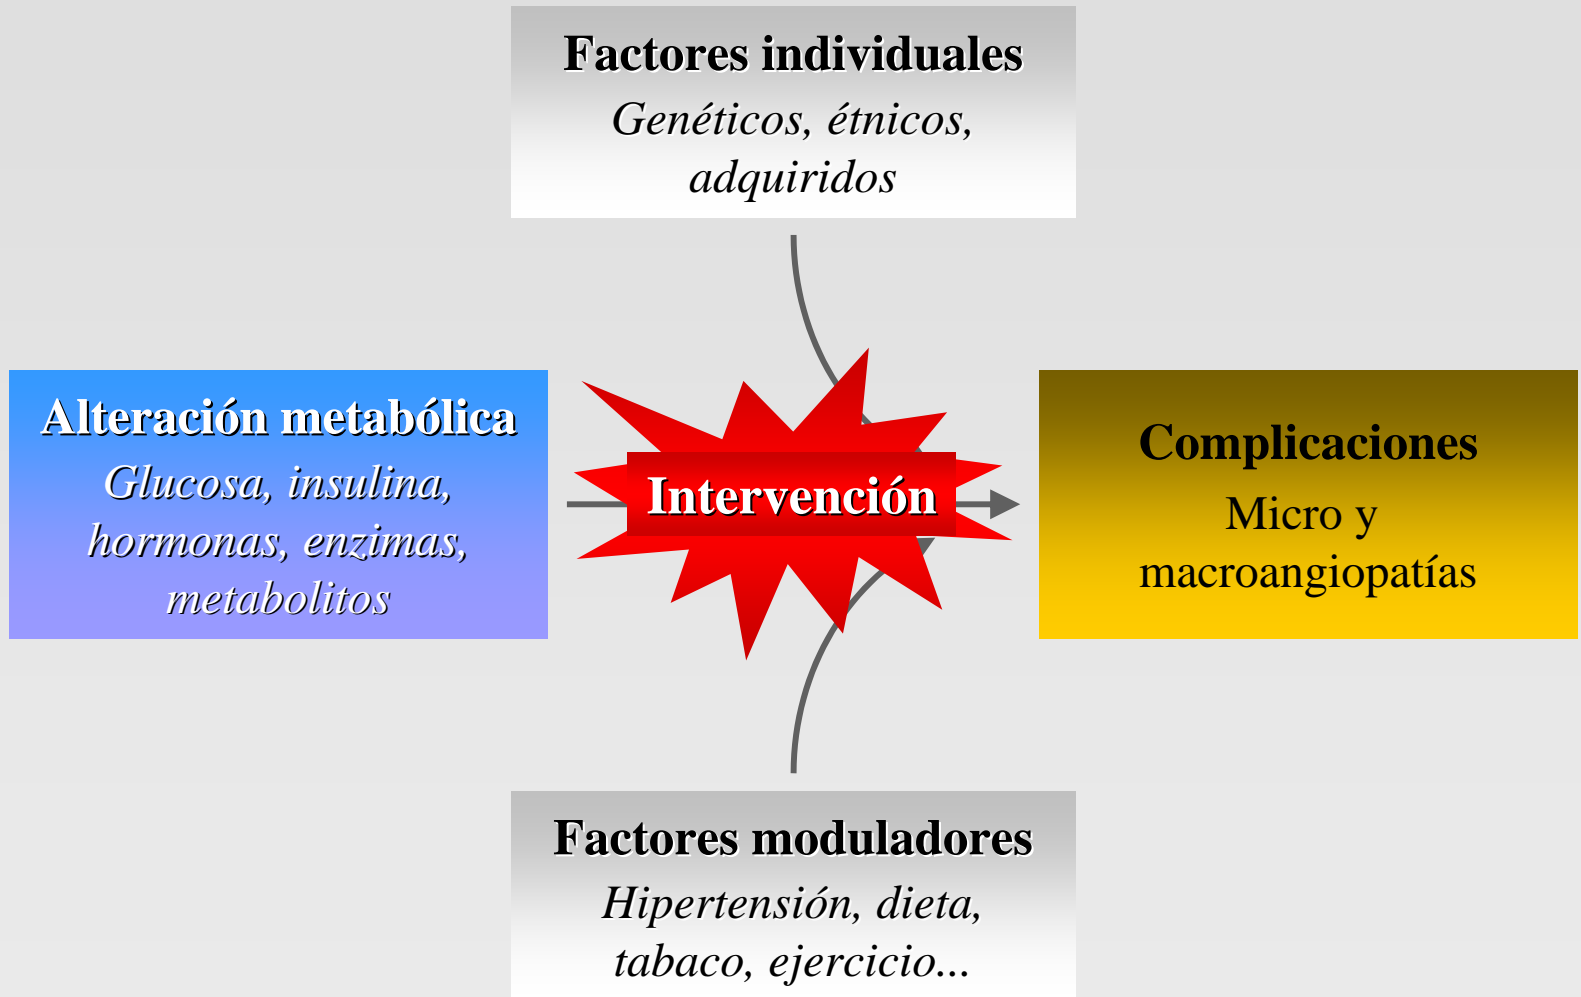 Factores individuales
Genéticos, étnicos,
adquiridos
Alteración metabólica
Glucosa, insulina,
hormonas, enzimas,
metabolitos
Intervención
Complicaciones
Micro y
macroangiopatías
Factores moduladores
Hipertensión, dieta,
tabaco, ejercicio...